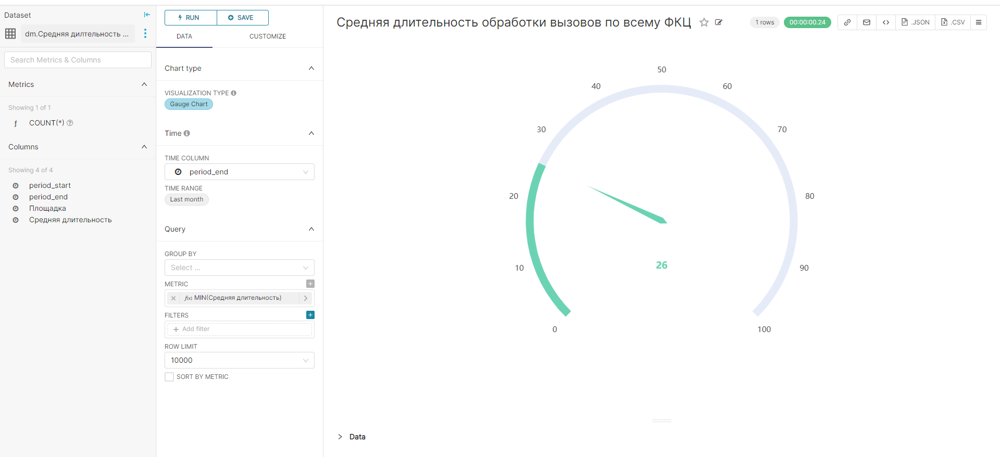 Dataset
dm.Средняя дилтельность ...
Search Metrics & Columns
Metrics
Showing 1 of 1
ƒ COUNT(*)
Columns
Showing 4 of 4
period_start
period_end
Площадка
Средняя длительность
RUN
SAVE
DATA
CUSTOMIZE
Chart type
VISUALIZATION TYPE
Gauge Chart
Time
TIME COLUMN
period_end
TIME RANGE
Last month
Query
GROUP BY
Select ...
METRIC
ƒ(x) MIN(Средняя длительность)
FILTERS
Add filter
ROW LIMIT
10000
SORT BY METRIC
Средняя длительность обработки вызовов по всему ФКЦ
1 rows
00:00:00.24
.JSON
.CSV
0
10
20
30
40
50
60
70
80
90
100
26
Data